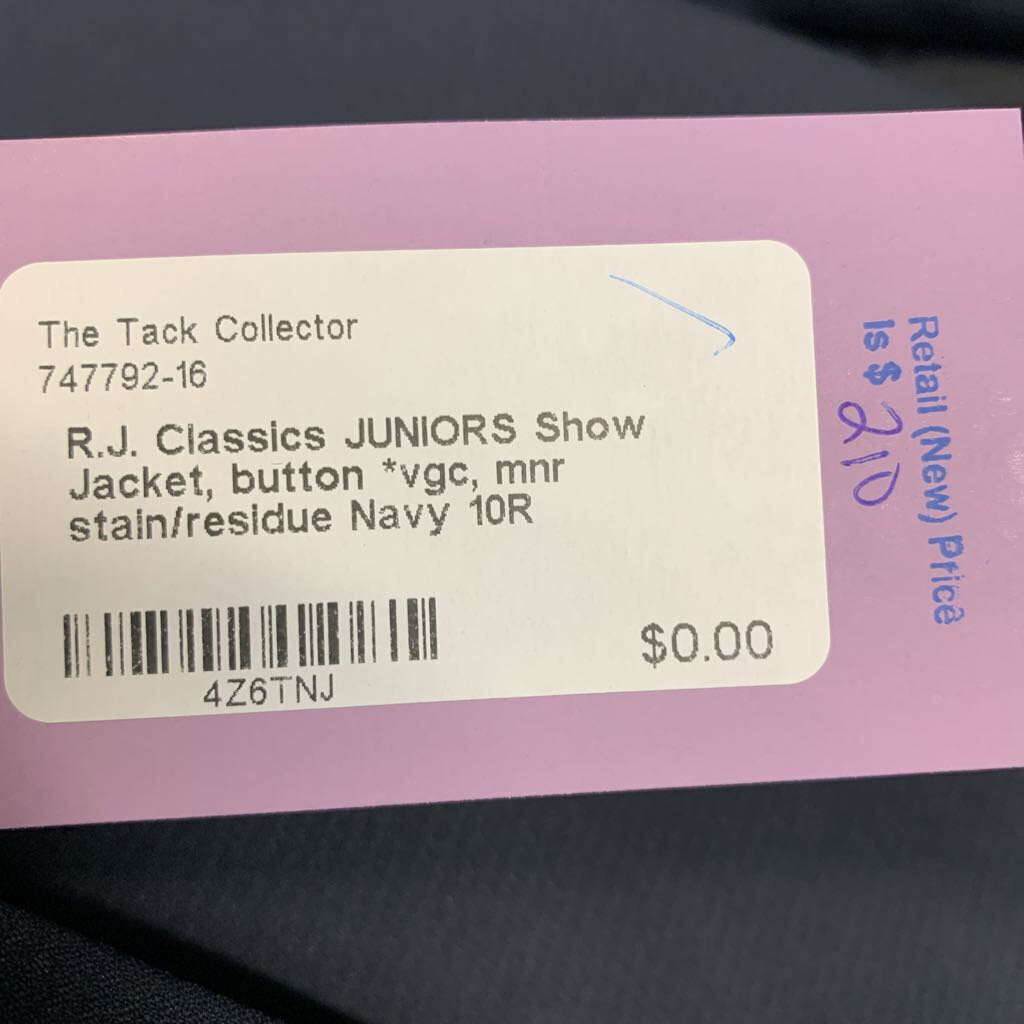 The Tack Collector
747792-16
R.J. Classics JUNIORS Show
Jacket, button *vgc, mnr
stain/residue Navy 10R
4Z6TNJ
$0.00
Retail (New) Price
Is $ 210